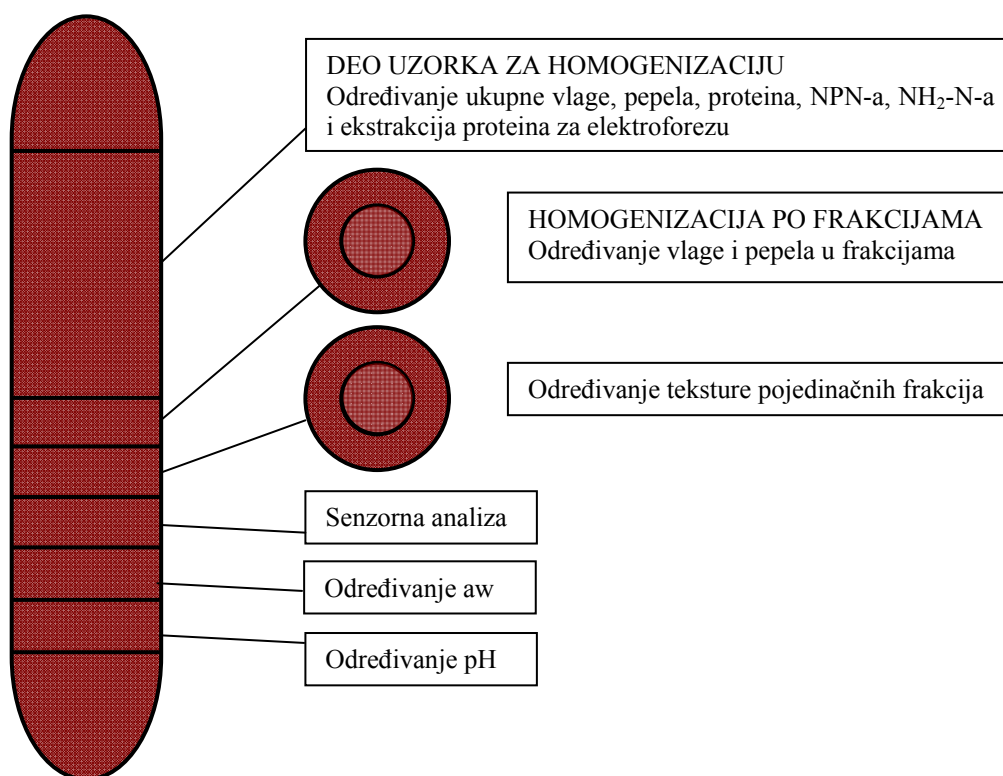 DEO UZORKA ZA HOMOGENIZACIJU
Određivanje ukupne vlage, pepela, proteina, NPN-a, NH₂-N-a
i ekstrakcija proteina za elektroforezu
HOMOGENIZACIJA PO FRAKCIJAMA
Određivanje vlage i pepela u frakcijama
Određivanje teksture pojedinačnih frakcija
Senzorna analiza
Određivanje aw
Određivanje pH